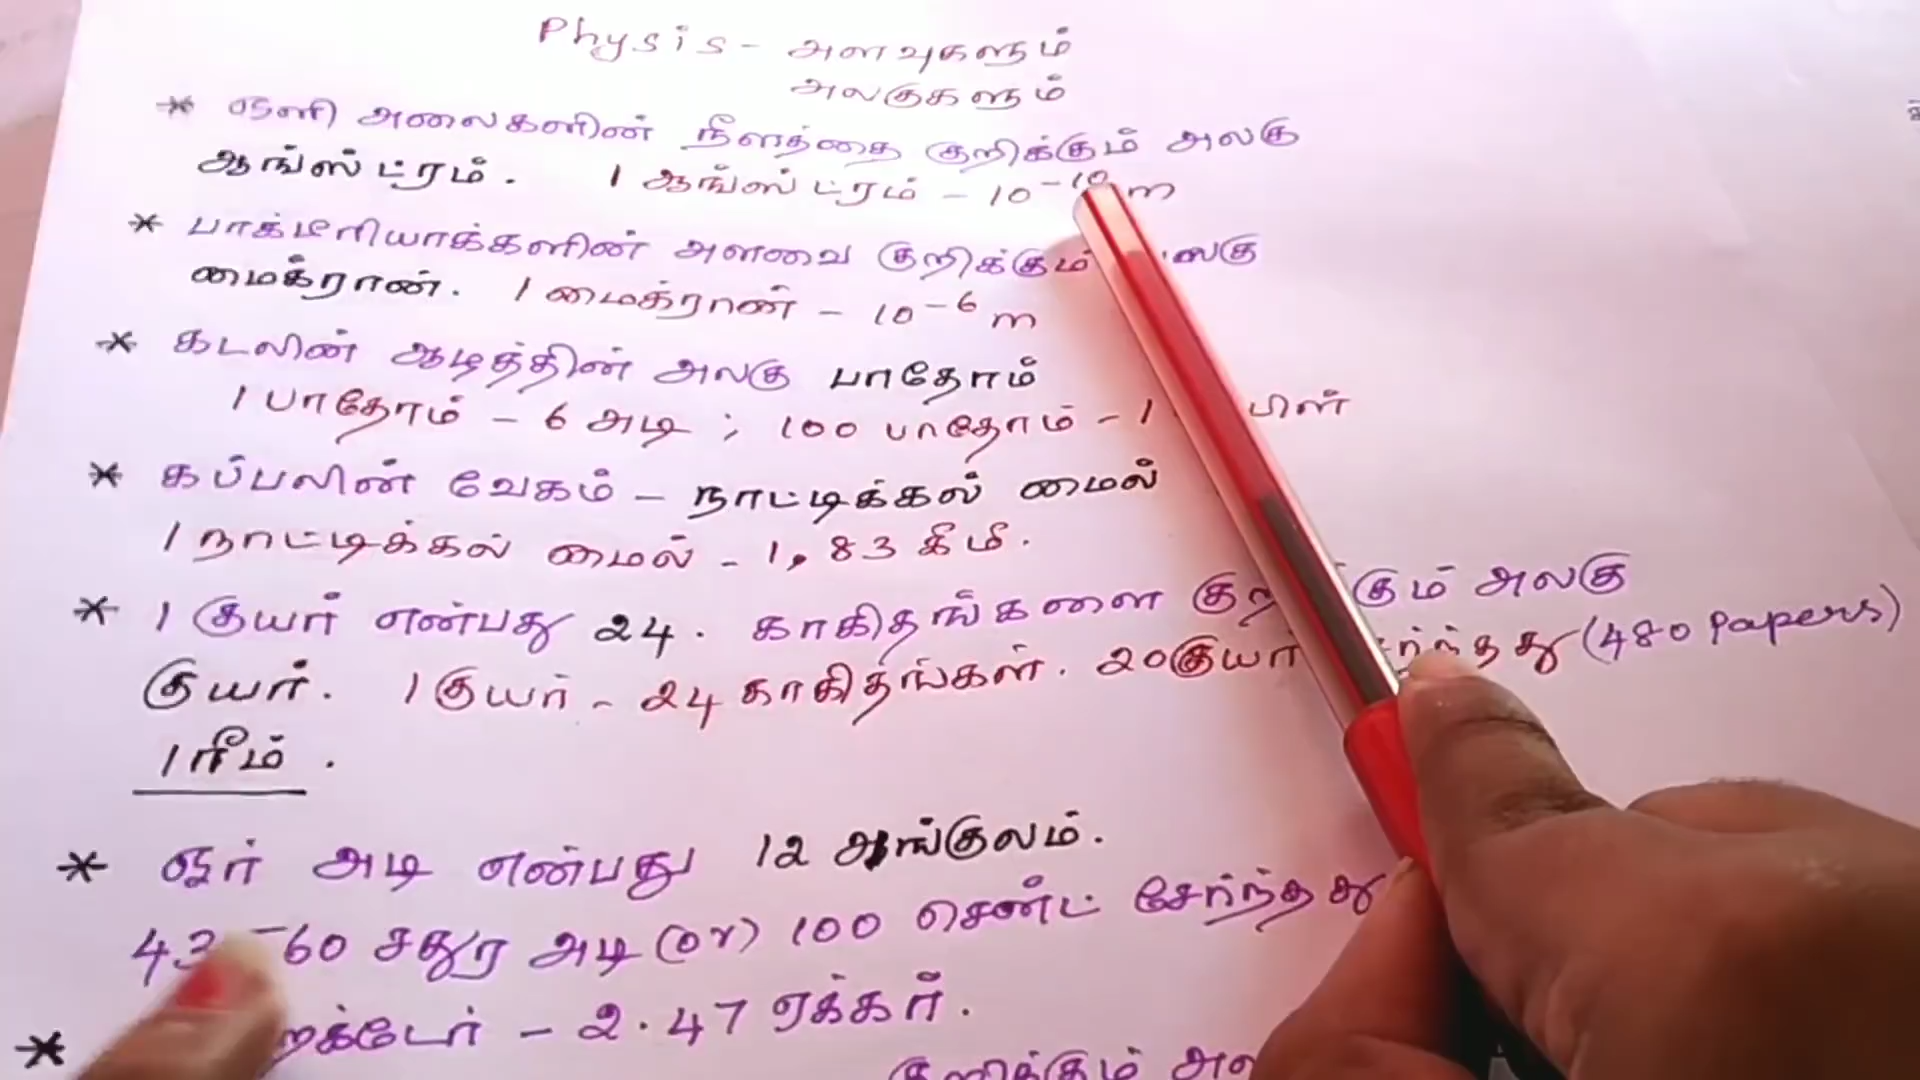 Physis - அளவுகளும்
அலகுகளும்
* ஒளி அலைகளின் நீளத்தை குறிக்கும் அலகு
ஆங்ஸ்ட்ரம். 1 ஆங்ஸ்ட்ரம் - 10⁻¹⁰ m
* பாக்டீரியாக்களின் அளவை குறிக்கும்
மைக்ரான். 1 மைக்ரான் - 10⁻⁶ m
* கடலின் ஆழத்தின் அலகு பாதோம்
1 பாதோம் - 6 அடி ; 100 பாதோம் - 1
* கப்பலின் வேகம் - நாட்டிக்கல் மைல்
1 நாட்டிக்கல் மைல் - 1.83 கீமீ.
* 1 குயர் என்பது 24. காகிதங்களை அலகு
குயர். 1 குயர் - 24 காகிதங்கள். 20 குயர் (480 Papers)
1 ரீம் .
* ஓர் அடி என்பது 12 அங்குலம்.
60 சதுர அடி (or) 100 சென்ட் சேர்ந்தது
* - 2.47 ஏக்கர்.
குறிக்கும்